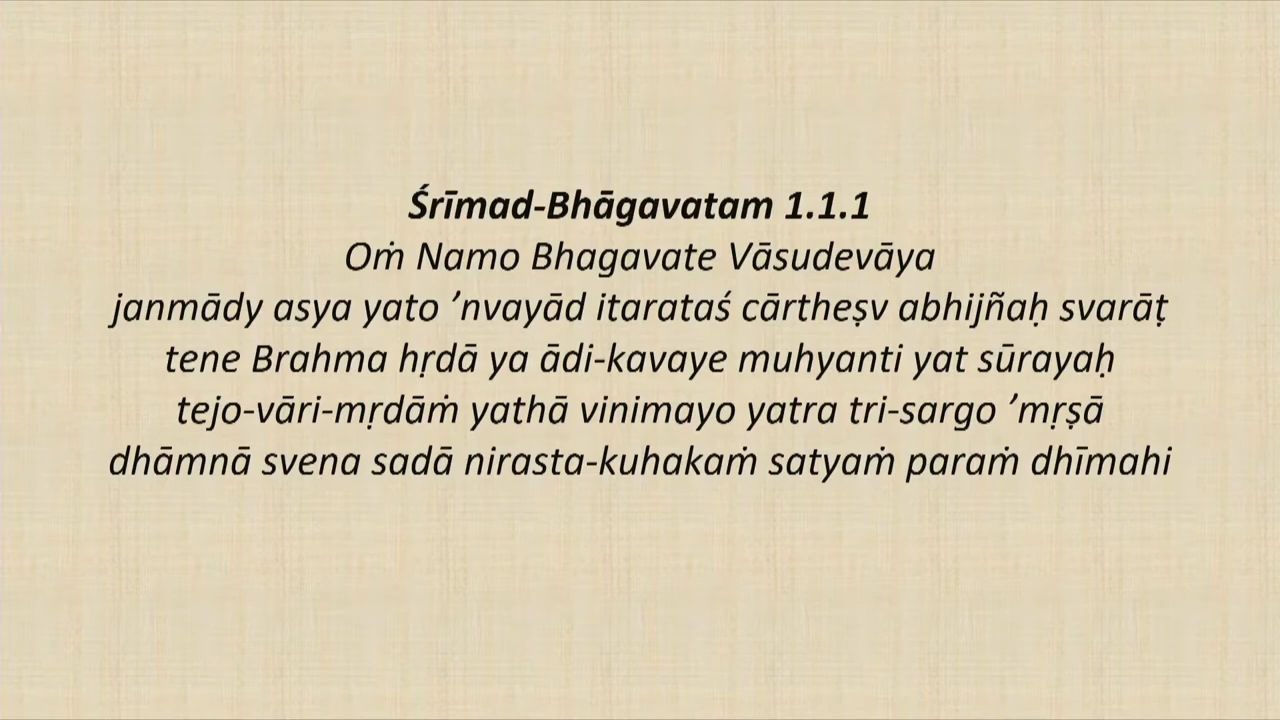 Śrīmad-Bhāgavatam 1.1.1
Oṁ Namo Bhagavate Vāsudevāya
janmādy asya yato ’nvayād itarataś cārtheṣv abhijñaḥ svarāṭ
tene Brahma hṛdā ya ādi-kavaye muhyanti yat sūrayaḥ
tejo-vāri-mṛdāṁ yathā vinimayo yatra tri-sargo ’mṛṣā
dhāmnā svena sadā nirasta-kuhakaṁ satyaṁ paraṁ dhīmahi